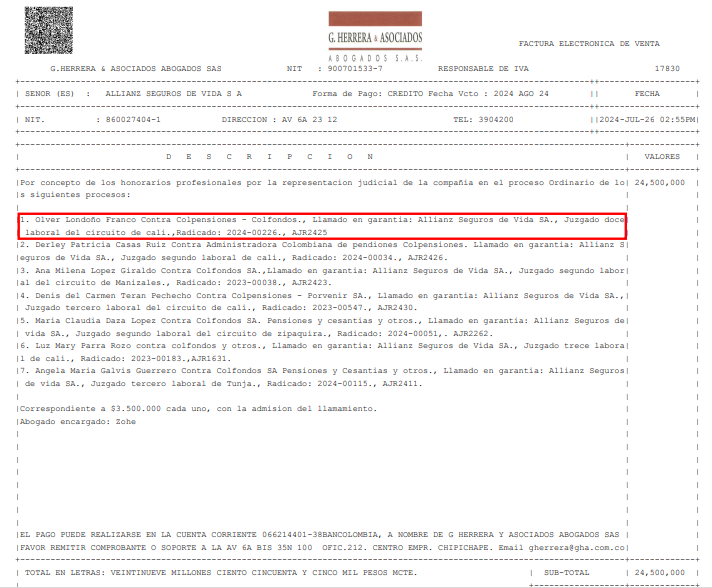 G. HERRERA & ASOCIADOS
ABOGADOS S.A.S.
FACTURA ELECTRONICA DE VENTA
G.HERRERA & ASOCIADOS ABOGADOS SAS NIT : 900701533-7 RESPONSABLE DE IVA 17830
SENOR (ES) : ALLIANZ SEGUROS DE VIDA S A Forma de Pago: CREDITO Fecha Vcto : 2024 AGO 24 FECHA
NIT. : 860027404-1 DIRECCION : AV 6A 23 12 TEL: 3904200 2024-JUL-26 02:55PM
D E S C R I P C I O N VALORES
Por concepto de los honorarios profesionales por la representacion judicial de la compañia en el proceso Ordinario de lo 24,500,000
s siguientes procesos:
1. Olver Londoño Franco Contra Colpensiones - Colfondos., Llamado en garantia: Allianz Seguros de Vida SA., Juzgado doce
laboral del circuito de cali.,Radicado: 2024-00226., AJR2425
2. Derley Patricia Casas Ruiz Contra Administradora Colombiana de pendiones Colpensiones. Llamado en garantia: Allianz S
eguros de Vida SA., Juzgado segundo laboral de cali., Radicado: 2024-00034., AJR2426.
3. Ana Milena Lopez Giraldo Contra Colfondos SA.,Llamado en garantia: Allianz Seguros de Vida SA., Juzgado segundo labor
al del circuito de Manizales., Radicado: 2023-00038., AJR2423.
4. Denis del Carmen Teran Pechecho Contra Colpensiones - Porvenir SA., Llamado en garantia: Allianz Seguros de Vida SA.,
Juzgado tercero laboral del circuito de cali., Radicado: 2023-00547., AJR2430.
5. Maria Claudia Daza Lopez Contra Colfondos SA. Pensiones y cesantias y otros., Llamado en garantia: Allianz Seguros de
vida SA., Juzgado segundo laboral del circuito de zipaquira., Radicado: 2024-00051,. AJR2262.
6. Luz Mary Parra Rozo contra colfondos y otros., Llamado en garantia: Allianz Seguros de Vida SA., Juzgado trece labora
l de cali., Radicado: 2023-00183.,AJR1631.
7. Angela Maria Galvis Guerrero Contra Colfondos SA Pensiones y Cesantias y otros., Llamado en garantia: Allianz Seguros
de vida SA., Juzgado tercero laboral de Tunja., Radicado: 2024-00115., AJR2411.
Correspondiente a $3.500.000 cada uno, con la admision del llamamiento.
Abogado encargado: Zohe
EL PAGO PUEDE REALIZARSE EN LA CUENTA CORRIENTE 066214401-38BANCOLOMBIA, A NOMBRE DE G HERRERA Y ASOCIADOS ABOGADOS SAS
FAVOR REMITIR COMPROBANTE O SOPORTE A LA AV 6A BIS 35N 100 OFIC.212. CENTRO EMPR. CHIPICHAPE. Email gherrera@gha.com.co
TOTAL EN LETRAS: VEINTINUEVE MILLONES CIENTO CINCUENTA Y CINCO MIL PESOS MCTE. SUB-TOTAL 24,500,000